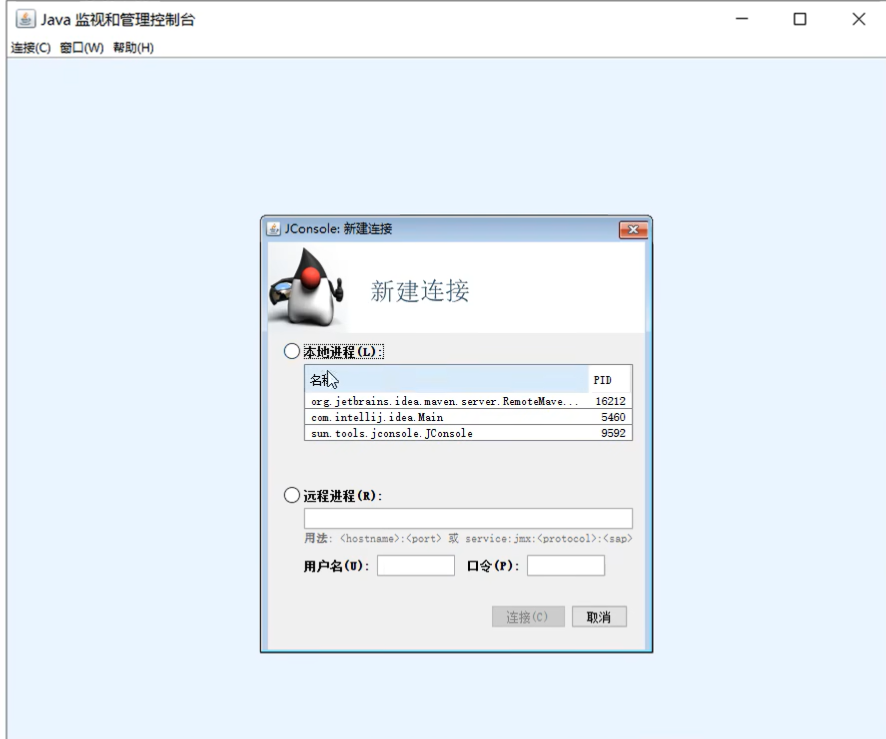 Java 监视和管理控制台
连接(C) 窗口(W) 帮助(H)
JConsole: 新建连接
新建连接
本地进程(L):
名称 PID
org.jetbrains.idea.maven.server.RemoteMave... 16212
com.intellij.idea.Main 5460
sun.tools.jconsole.JConsole 9592
远程进程(R):
用法: <hostname>:<port> 或 service:jmx:<protocol>:<sap>
用户名(U): 口令(P):
连接(C) 取消